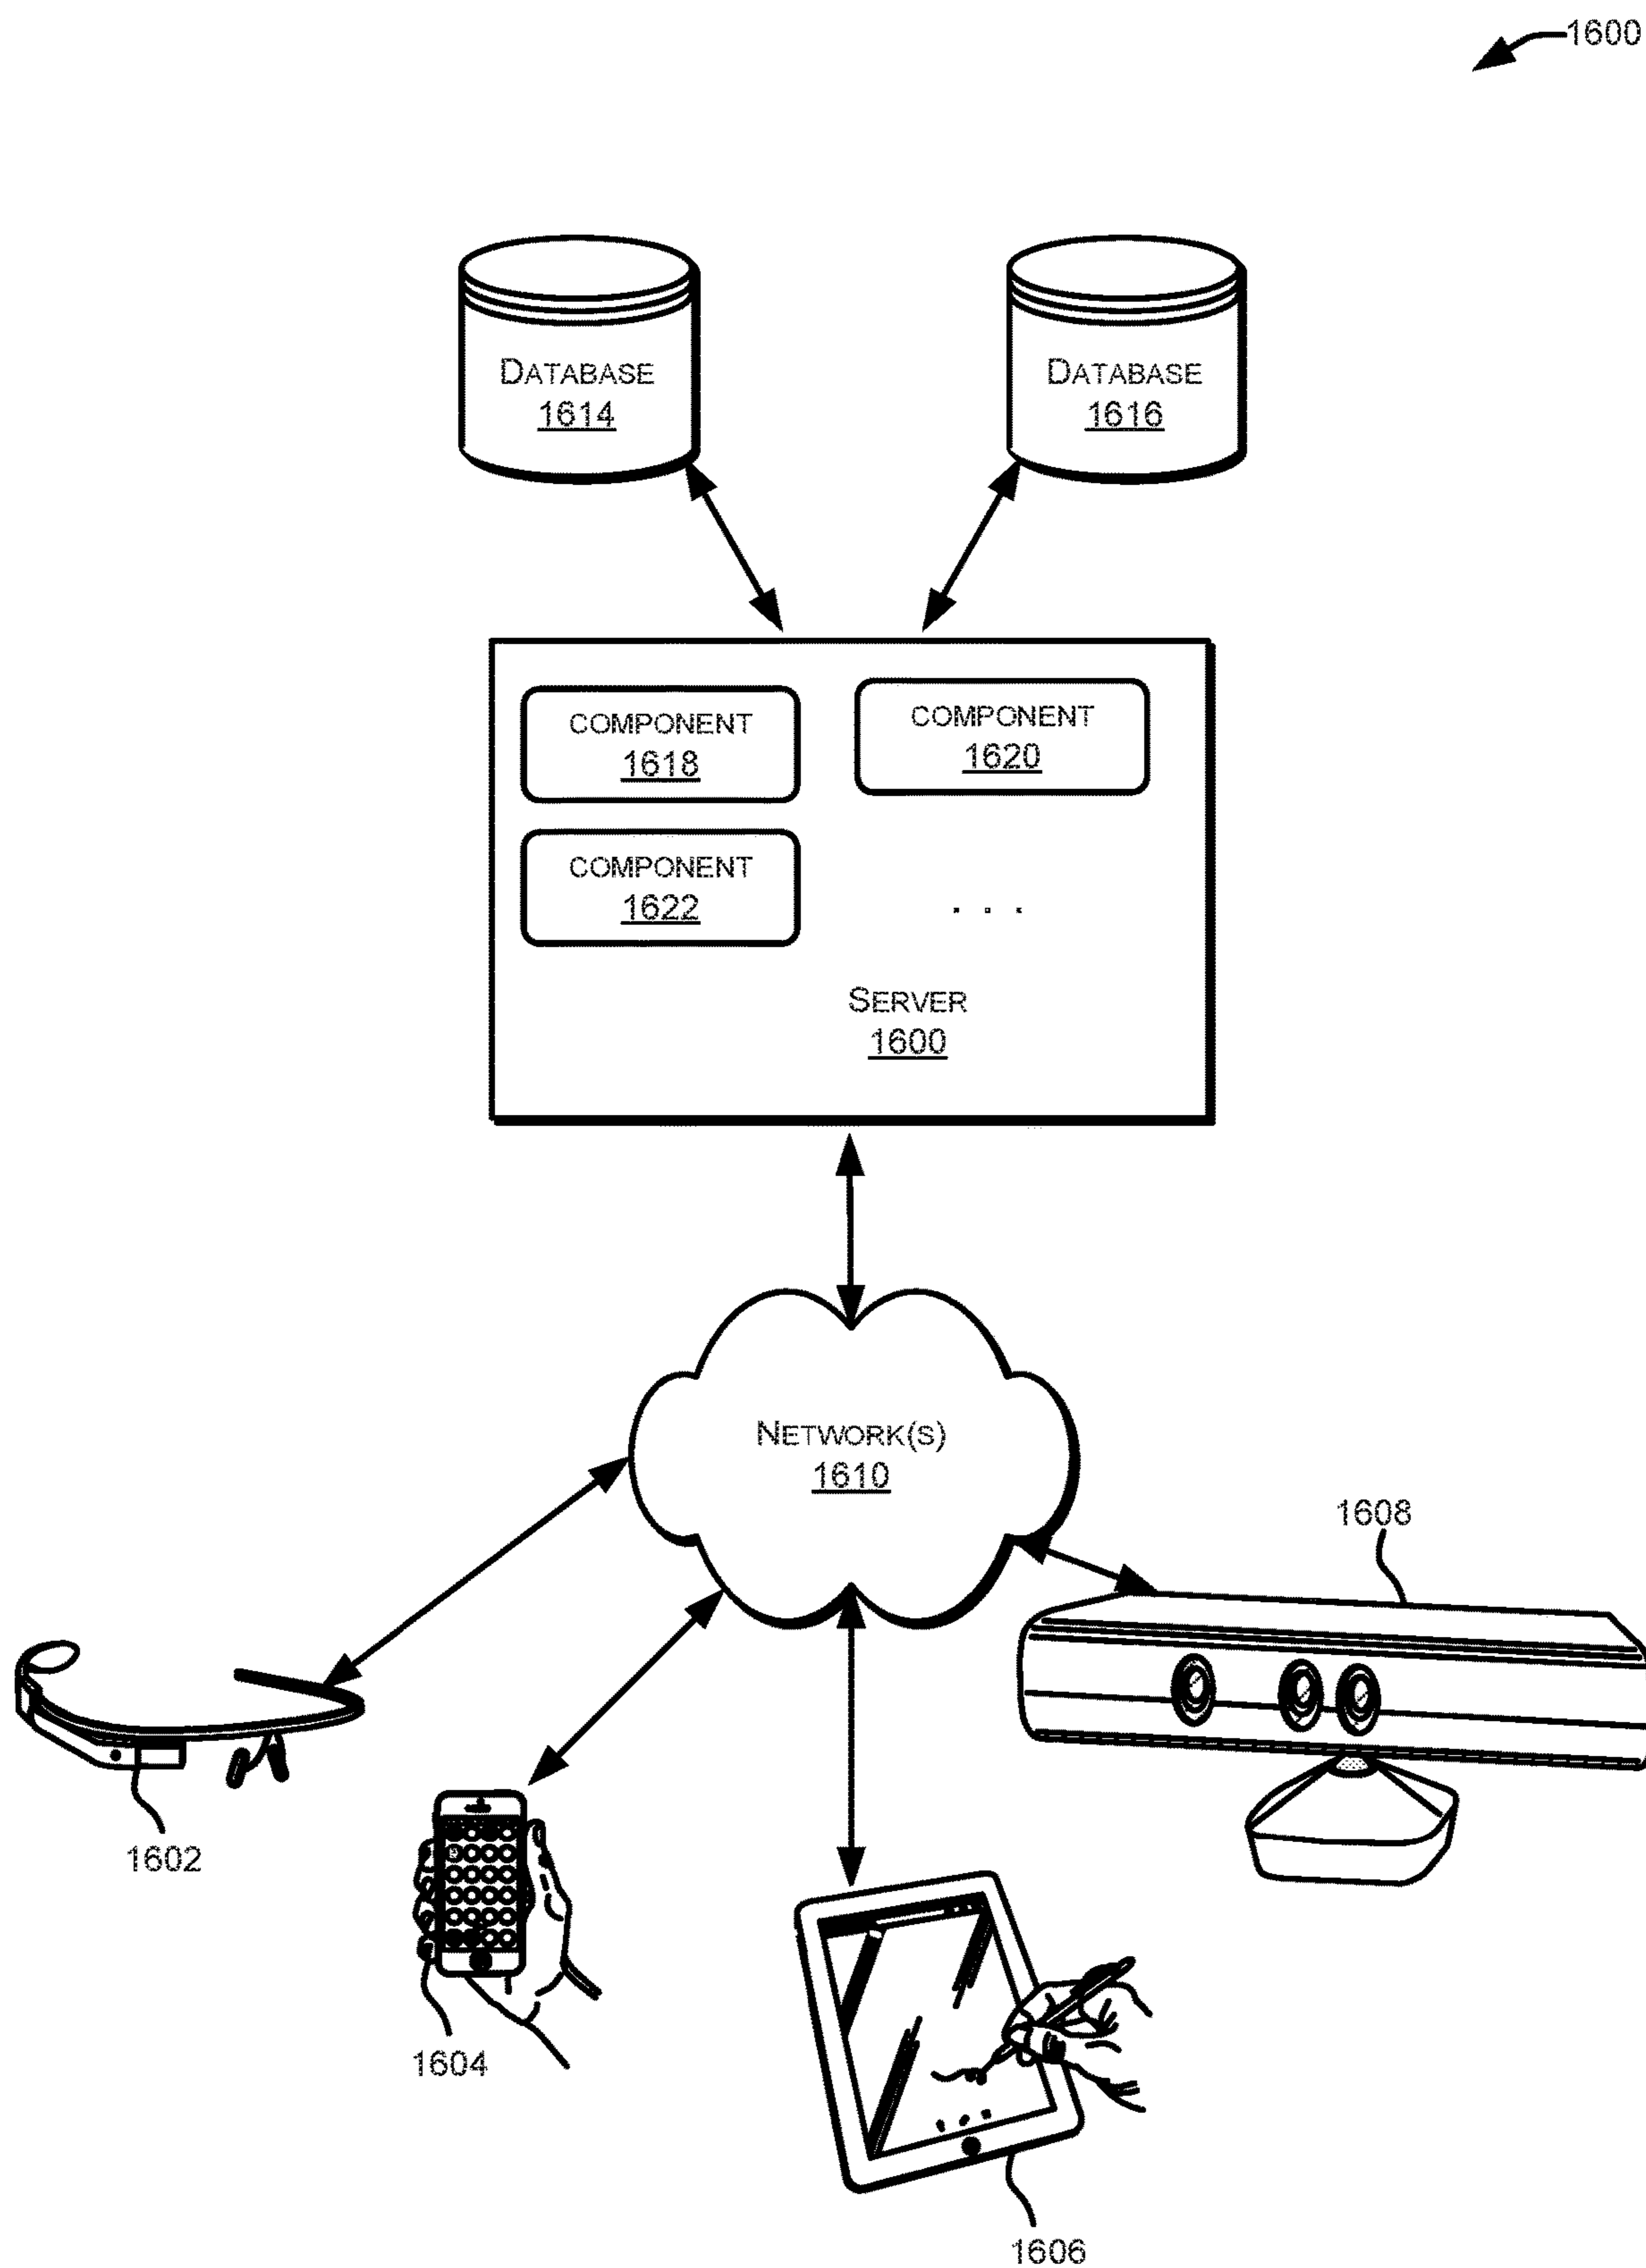 1600
DATABASE
1614
DATABASE
1616
COMPONENT
1618
COMPONENT
1620
COMPONENT
1622
. . .
SERVER
1600
NETWORK(S)
1610
1608
1602
1604
1606